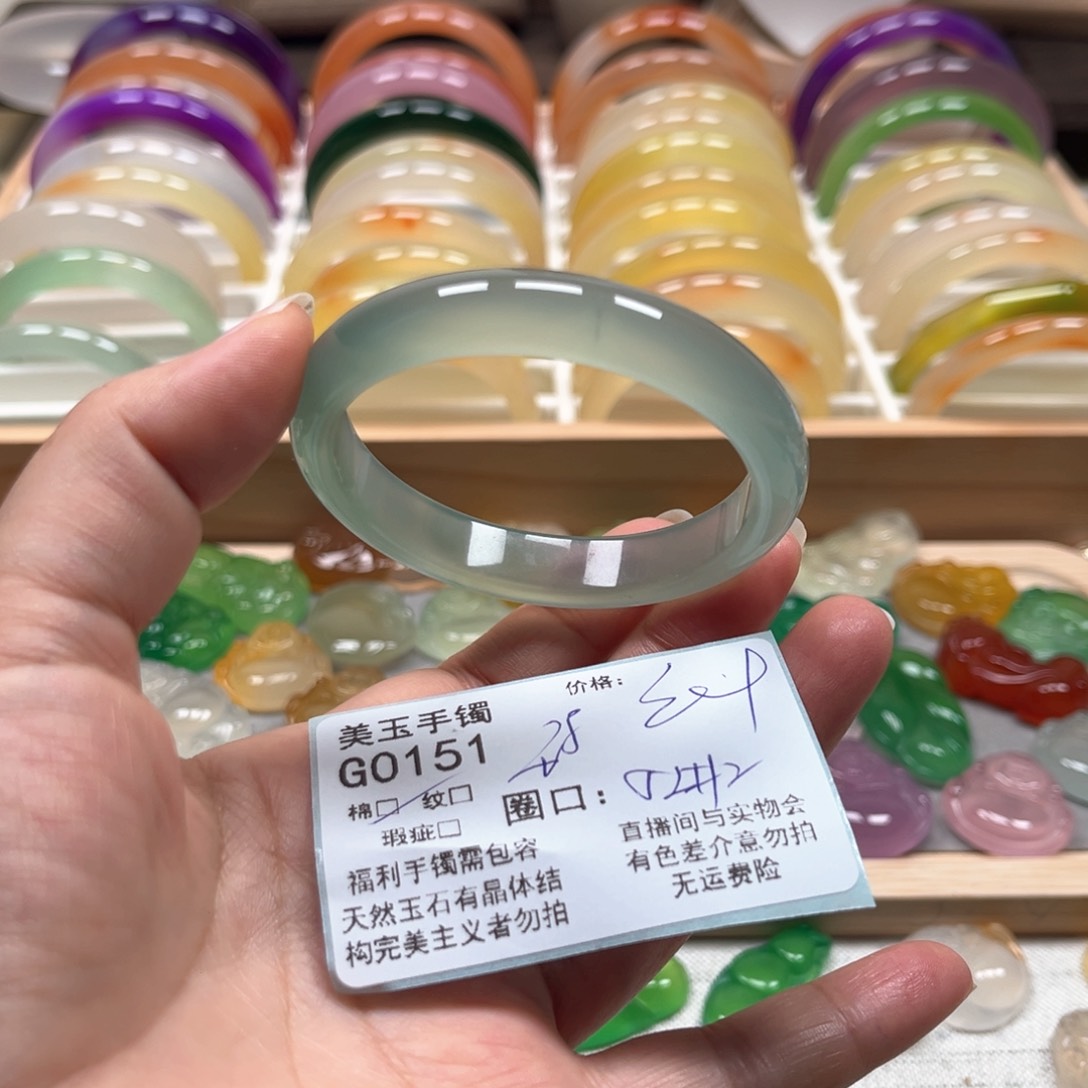 价格：
美玉手镯
G0151
棉□ 纹□
圈口：
瑕疵□
福利手镯需包容
天然玉石有晶体结
构完美主义者勿拍
直播间与实物会
有色差介意勿拍
无运费险